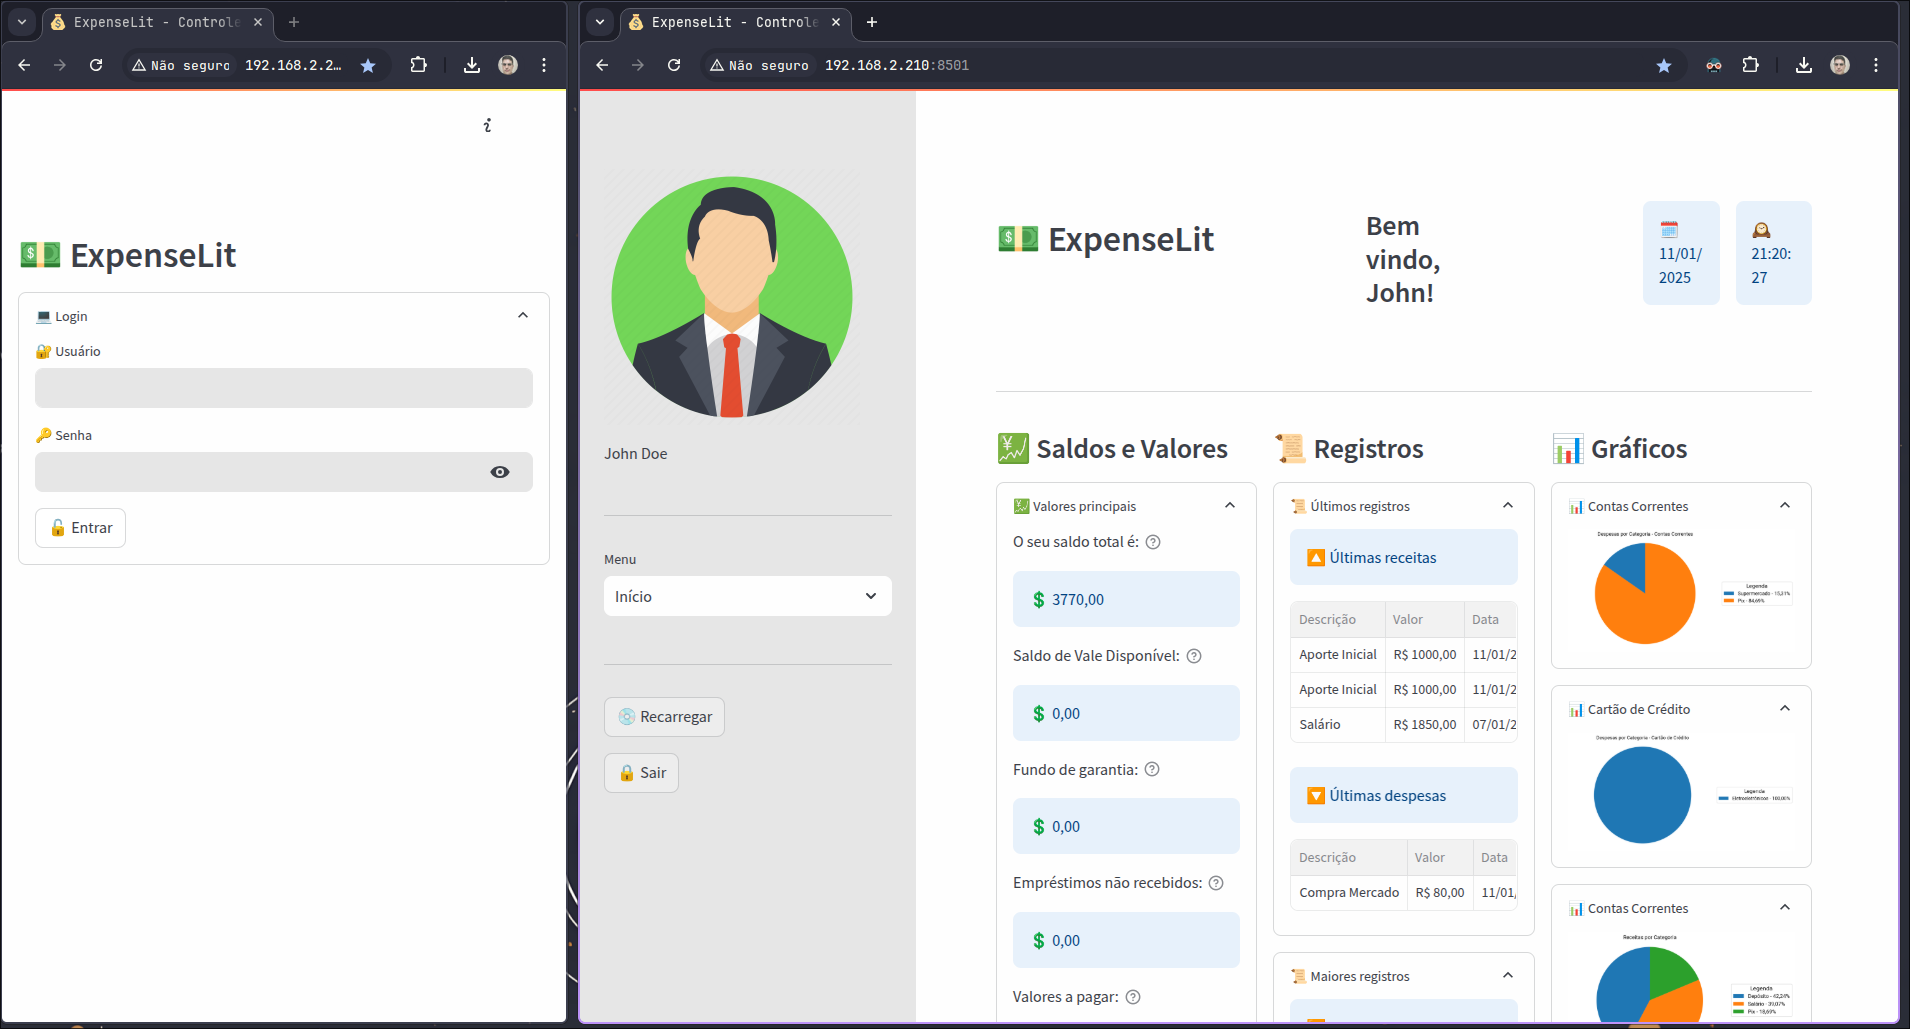 ExpenseLit - Controle
Não seguro
192.168.2.2...
ExpenseLit
Login
Usuário
Senha
Entrar
ExpenseLit - Controle
Não seguro
192.168.2.210:8501
John Doe
Menu
Início
Recarregar
Sair
ExpenseLit
Bem
vindo,
John!
11/01/
2025
21:20:
27
Saldos e Valores
Valores principais
O seu saldo total é:
3770,00
Saldo de Vale Disponível:
0,00
Fundo de garantia:
0,00
Empréstimos não recebidos:
0,00
Valores a pagar:
Registros
Últimos registros
Últimas receitas
Descrição Valor Data
Aporte Inicial R$ 1000,00 11/01/2
Aporte Inicial R$ 1000,00 11/01/2
Salário R$ 1850,00 07/01/2
Últimas despesas
Descrição Valor Data
Compra Mercado R$ 80,00 11/01/
Maiores registros
Gráficos
Contas Correntes
Despesas por Categoria - Contas Correntes
Legenda
Supermercado - 15,31%
Pix - 84,69%
Cartão de Crédito
Despesas por Categoria - Cartão de Crédito
Legenda
Eletroeletrônicos - 100,00%
Contas Correntes
Receitas por Categoria
Legenda
Depósito - 42,24%
Salário - 39,07%
Pix - 18,69%